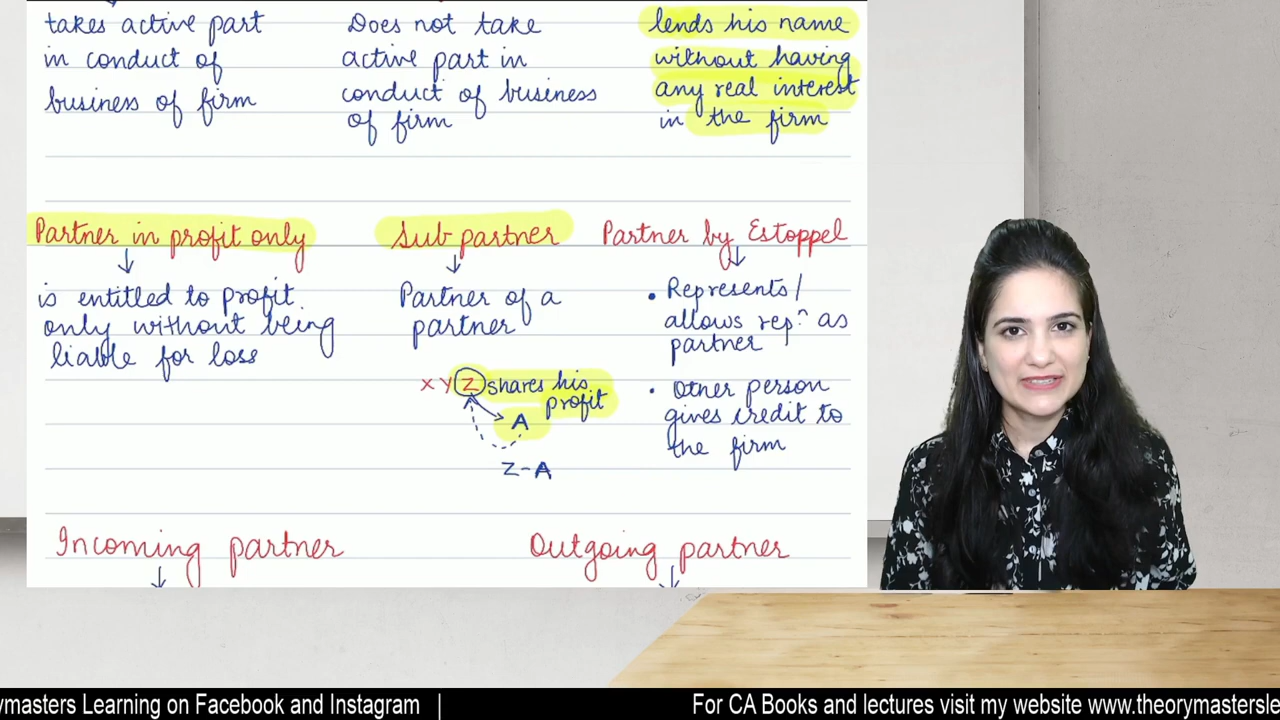 takes active part
in conduct of
business of firm
Does not take
active part in
conduct of business
of firm
lends his name
without having
any real interest
in the firm
Partner in profit only
is entitled to profit
only without being
liable for loss
Sub partner
Partner of a
partner
X Y Z shares his
profit
A
Z-A
Partner by Estoppel
• Represents/
allows repn as
partner
• Other person
gives credit to
the firm
Incoming partner
Outgoing partner
ymasters Learning on Facebook and Instagram |
For CA Books and lectures visit my website www.theorymastersle